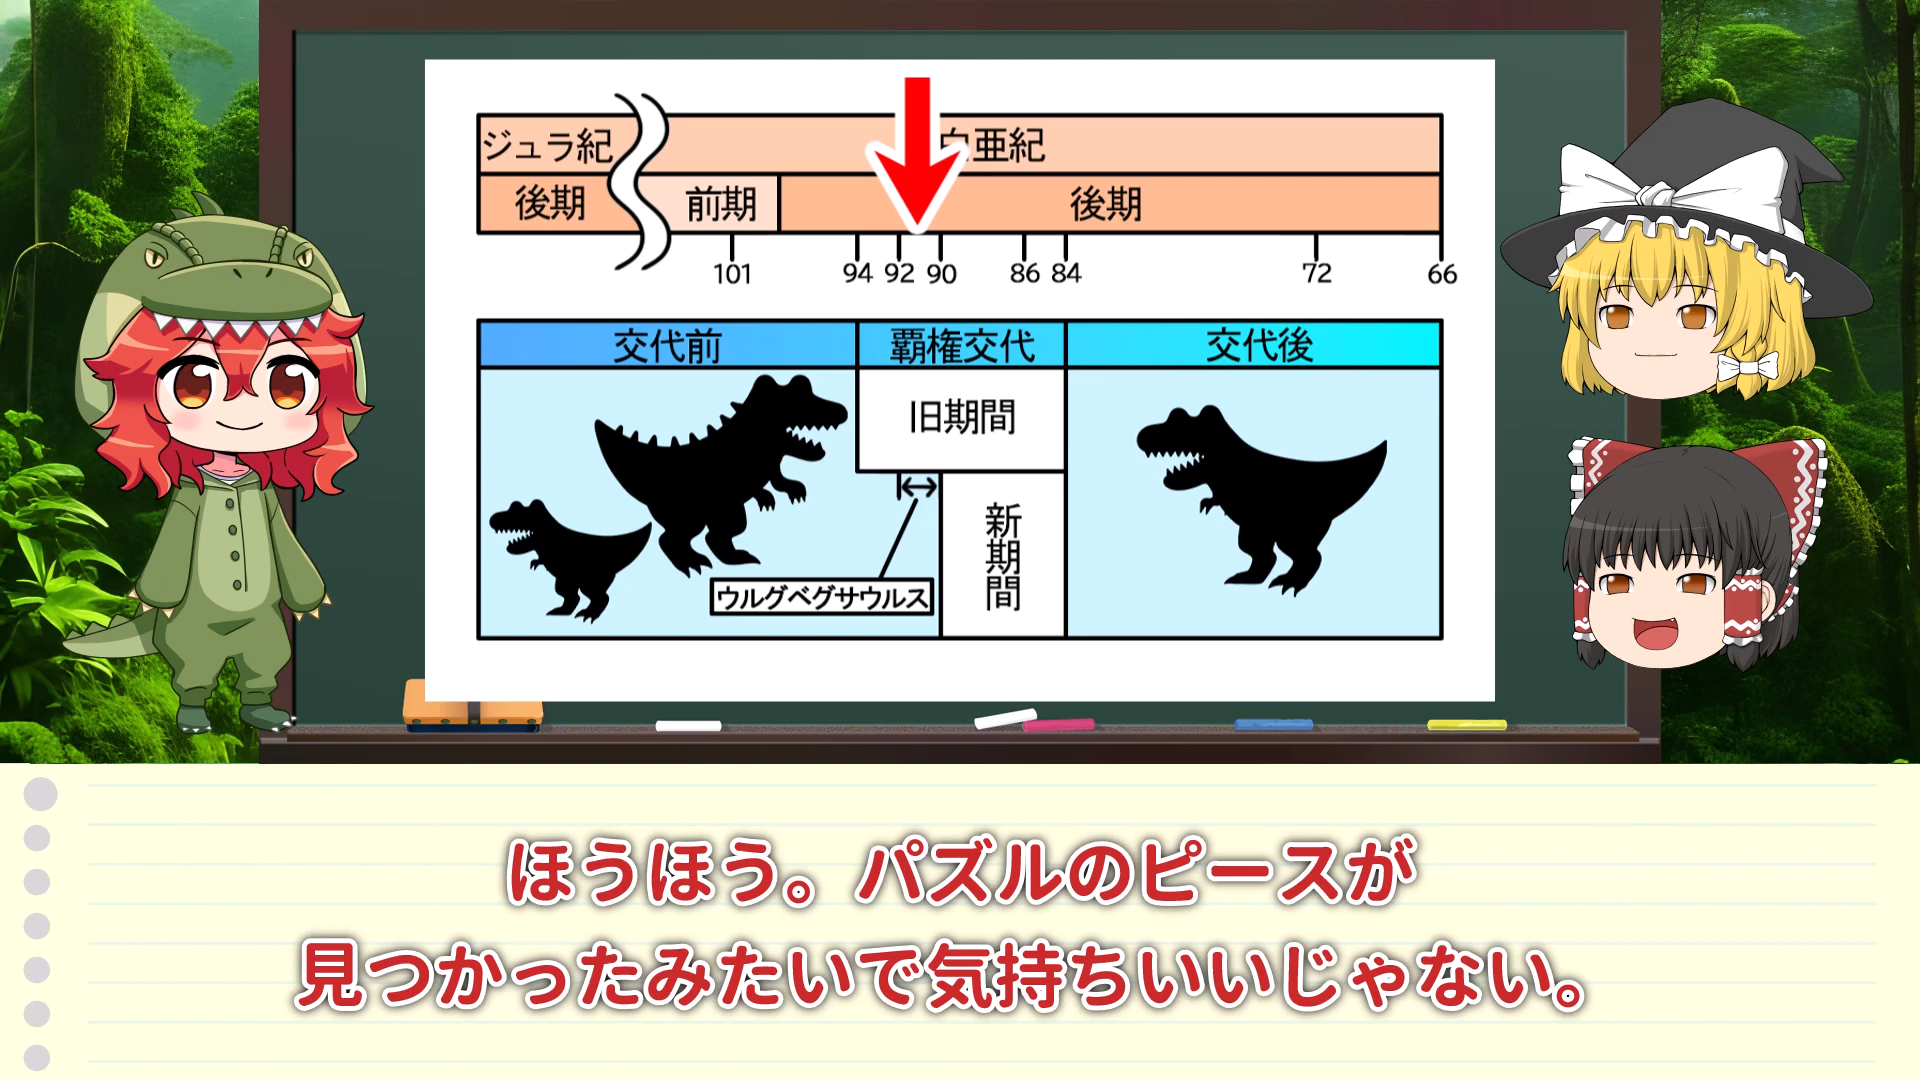 ジュラ紀
白亜紀
後期
前期
後期
101
94
92
90
86
84
72
66
交代前
覇権交代
交代後
旧期間
新期間
ウルグベグサウルス
ほうほう。パズルのピースが
見つかったみたいで気持ちいいじゃない。